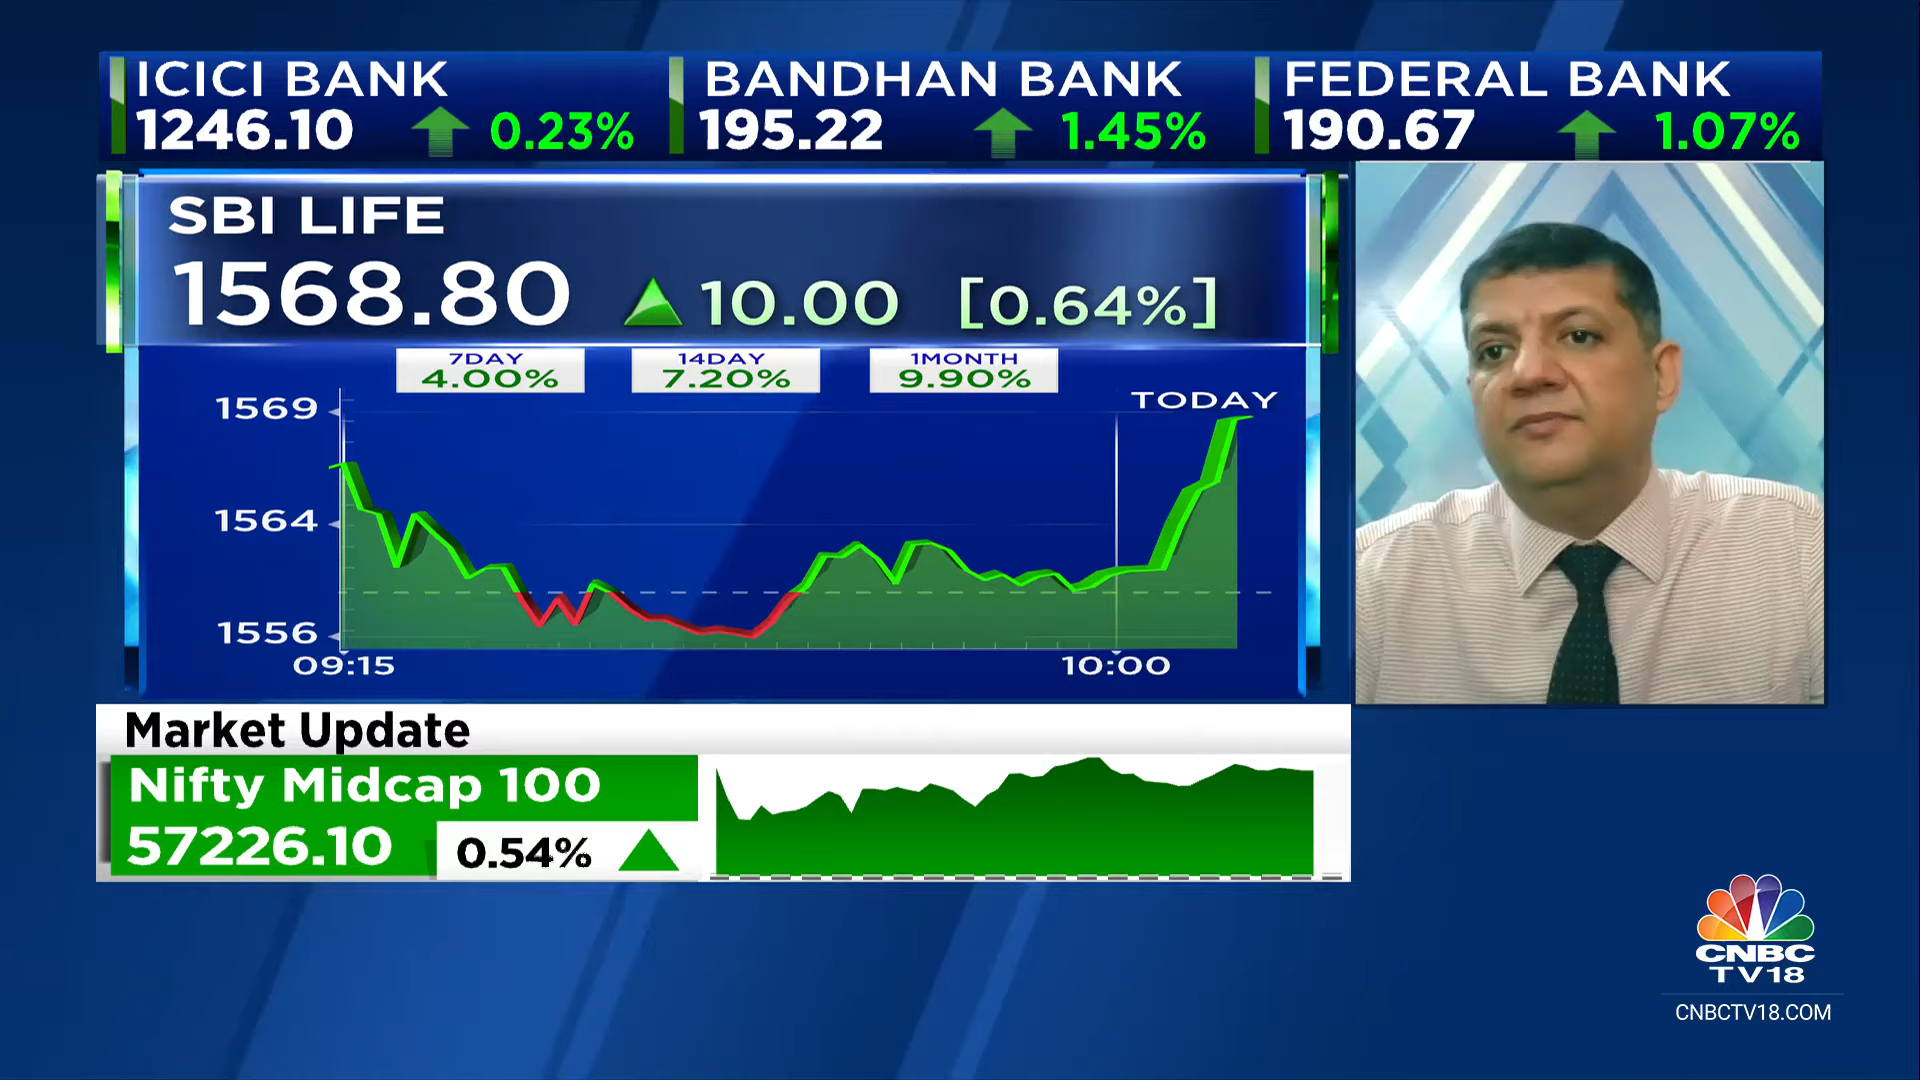 ICICI BANK
1246.10 0.23%
BANDHAN BANK
195.22 1.45%
FEDERAL BANK
190.67 1.07%
SBI LIFE
1568.80 10.00 [0.64%]
7DAY
4.00%
14DAY
7.20%
1MONTH
9.90%
TODAY
1569
1564
1556
09:15 10:00
Market Update
Nifty Midcap 100
57226.10 0.54%
CNBC
TV18
CNBCTV18.COM